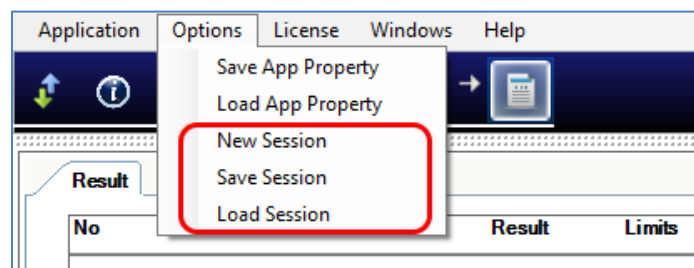 Application Options License Windows Help
Save App Property
Load App Property
New Session
Save Session
Load Session
Result
No Result Limits